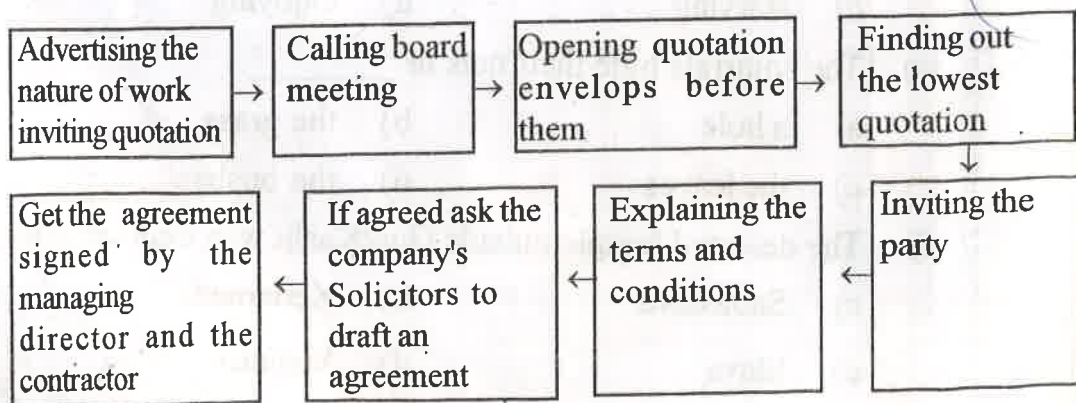 Advertising the
nature of work
inviting quotation
→
Calling board
meeting
→
Opening quotation
envelops before
them
→
Finding out
the lowest
quotation
↓
Inviting the
party
←
Explaining the
terms and
conditions
←
If agreed ask the
company's
Solicitors to
draft an
agreement
←
Get the agreement
signed by the
managing
director and the
contractor